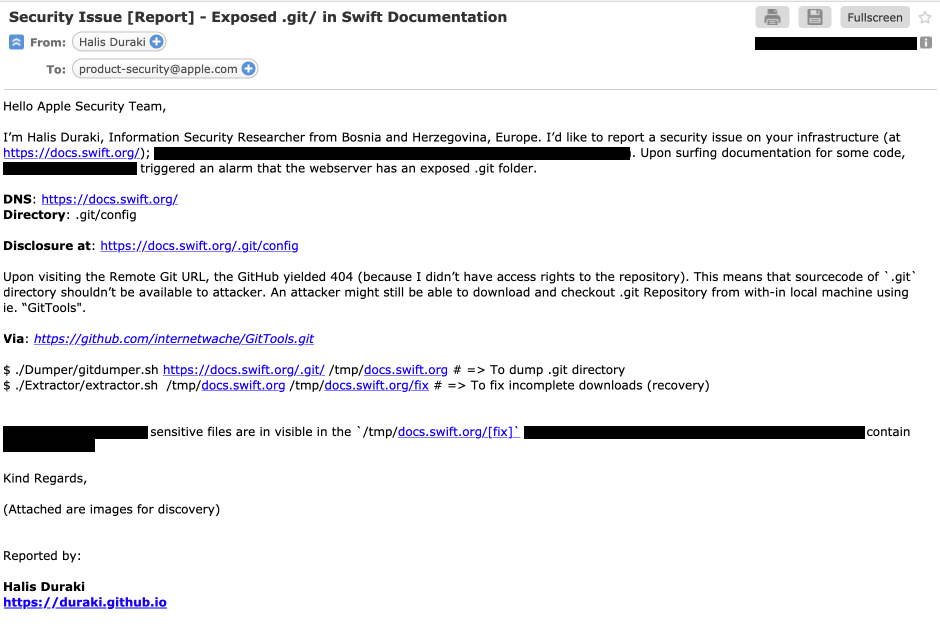 Security Issue [Report] - Exposed .git/ in Swift Documentation
Fullscreen
From: Halis Duraki
To: product-security@apple.com
Hello Apple Security Team,
I’m Halis Duraki, Information Security Researcher from Bosnia and Herzegovina, Europe. I’d like to report a security issue on your infrastructure (at
https://docs.swift.org/); . Upon surfing documentation for some code,
triggered an alarm that the webserver has an exposed .git folder.
DNS: https://docs.swift.org/
Directory: .git/config
Disclosure at: https://docs.swift.org/.git/config
Upon visiting the Remote Git URL, the GitHub yielded 404 (because I didn’t have access rights to the repository). This means that sourcecode of `.git`
directory shouldn’t be available to attacker. An attacker might still be able to download and checkout .git Repository from with-in local machine using
ie. “GitTools".
Via: https://github.com/internetwache/GitTools.git
$ ./Dumper/gitdumper.sh https://docs.swift.org/.git/ /tmp/docs.swift.org # => To dump .git directory
$ ./Extractor/extractor.sh  /tmp/docs.swift.org /tmp/docs.swift.org/fix # => To fix incomplete downloads (recovery)
sensitive files are in visible in the `/tmp/docs.swift.org/[fix]` contain
Kind Regards,
(Attached are images for discovery)
Reported by:
Halis Duraki
https://duraki.github.io